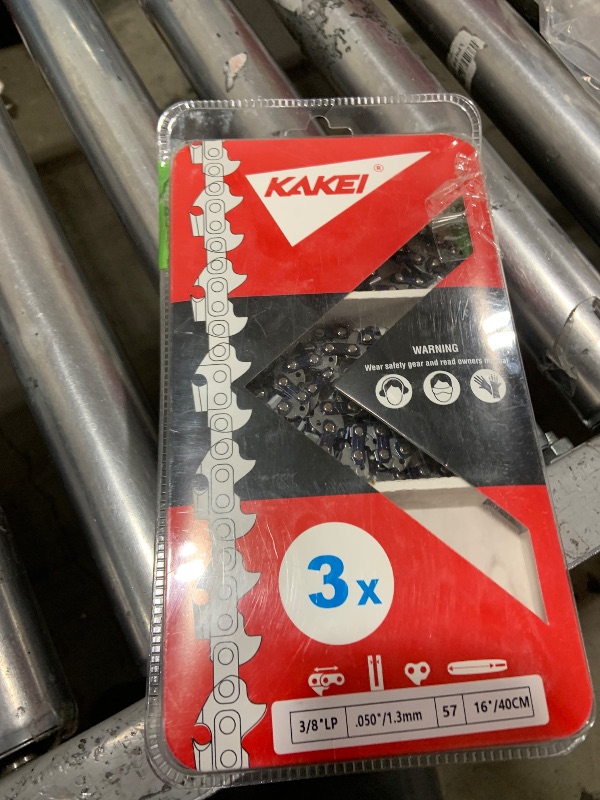 KAKEI®
WARNING
Wear safety gear and read owners
3x
3/8"LP .050"/1.3mm 57 16"/40CM